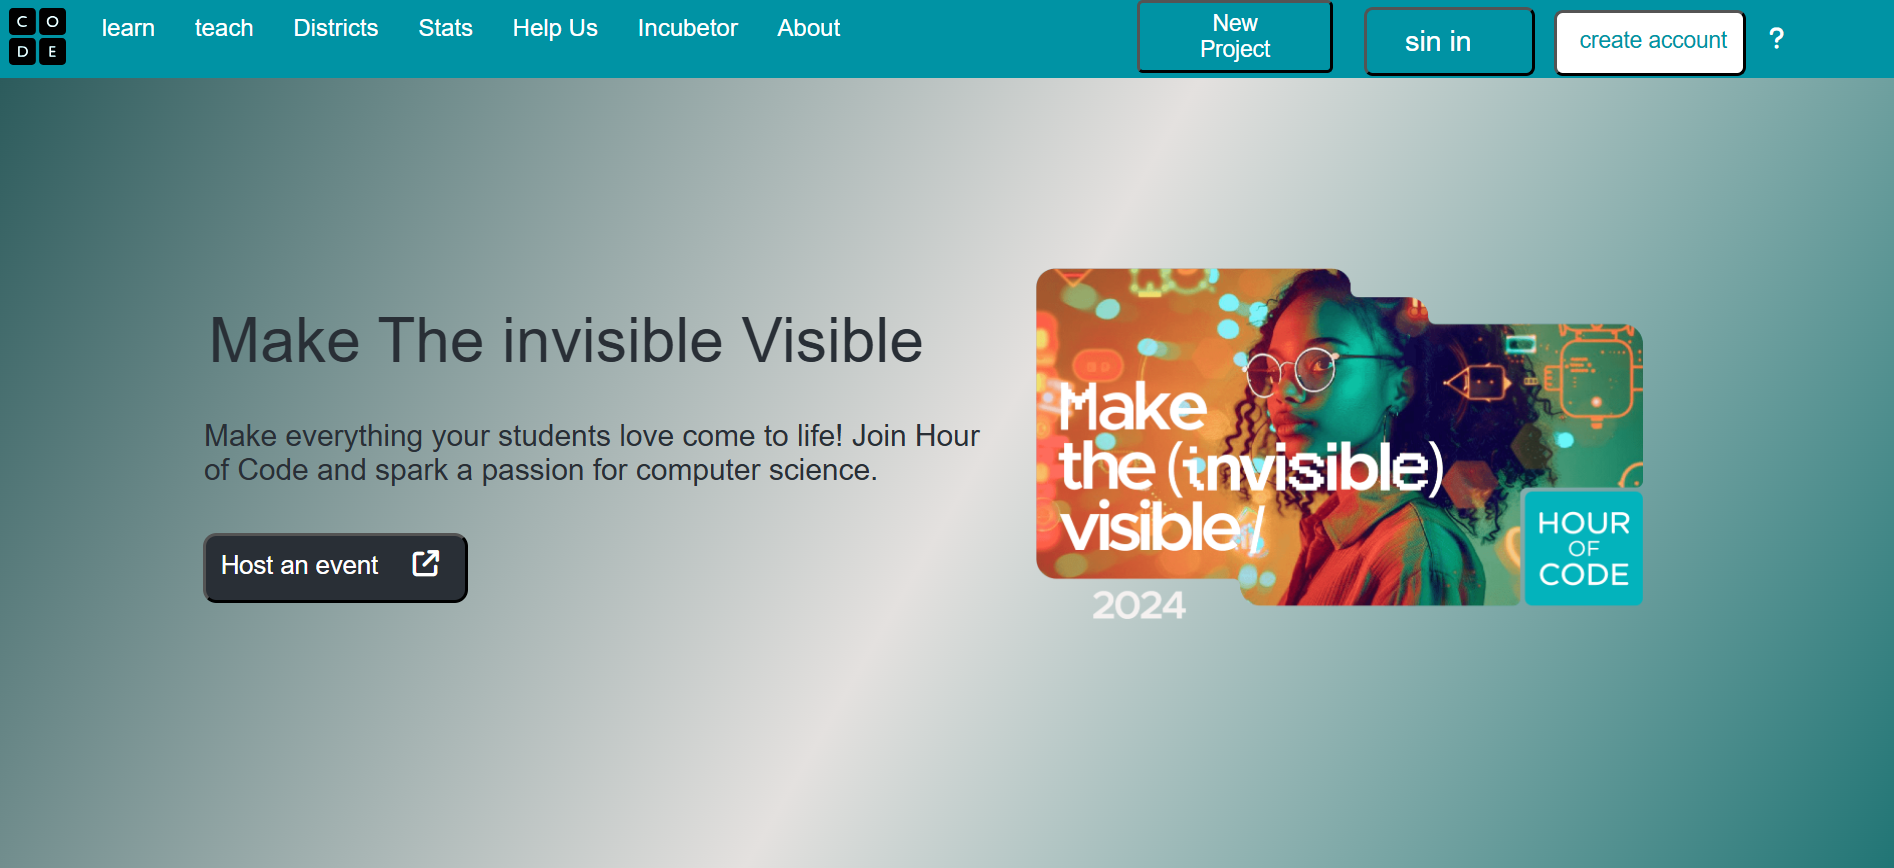 C O
D E
learn teach Districts Stats Help Us Incubetor About
New
Project
sin in
create account
?
Make The invisible Visible
Make everything your students love come to life! Join Hour
of Code and spark a passion for computer science.
Host an event
Make
the (invisible)
visible/
2024
HOUR
OF
CODE